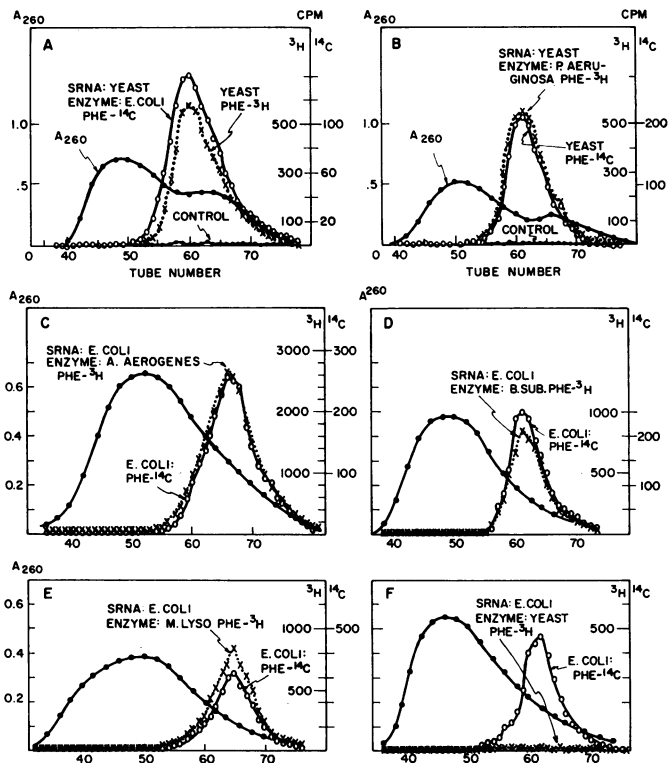 A260 CPM
A
3H 14C
SRNA: YEAST
ENZYME: E.COLI
PHE-14C
YEAST
PHE-3H
A260
CONTROL
1.0
.5
0
500 100
300 60
100 20
40 50 60 70
TUBE NUMBER
A260 CPM
B
3H 14C
SRNA: YEAST
ENZYME: P. AERU-
GINOSA PHE-3H
YEAST
PHE-14C
A260
CONTROL
1.0
.5
0
500 200
300
100
100
40 50 60 70
TUBE NUMBER
A260
C
3H 14C
SRNA: E. COLI
ENZYME: A. AEROGENES
PHE-3H
E. COLI:
PHE-14C
0.6
0.4
0.2
3000 300
2000 200
1000 100
40 50 60 70
A260
D
3H 14C
SRNA: E. COLI
ENZYME: B.SUB. PHE-3H
E. COLI:
PHE-14C
1000
200
500
100
40 50 60 70
A260
E
3H 14C
SRNA: E. COLI
ENZYME: M. LYSO PHE-3H
E. COLI:
PHE-14C
0.6
0.4
0.2
1000 500
500
40 50 60 70
F
3H 14C
SRNA: E. COLI
ENZYME: YEAST
PHE-3H
E. COLI:
PHE-14C
500
40 50 60 70